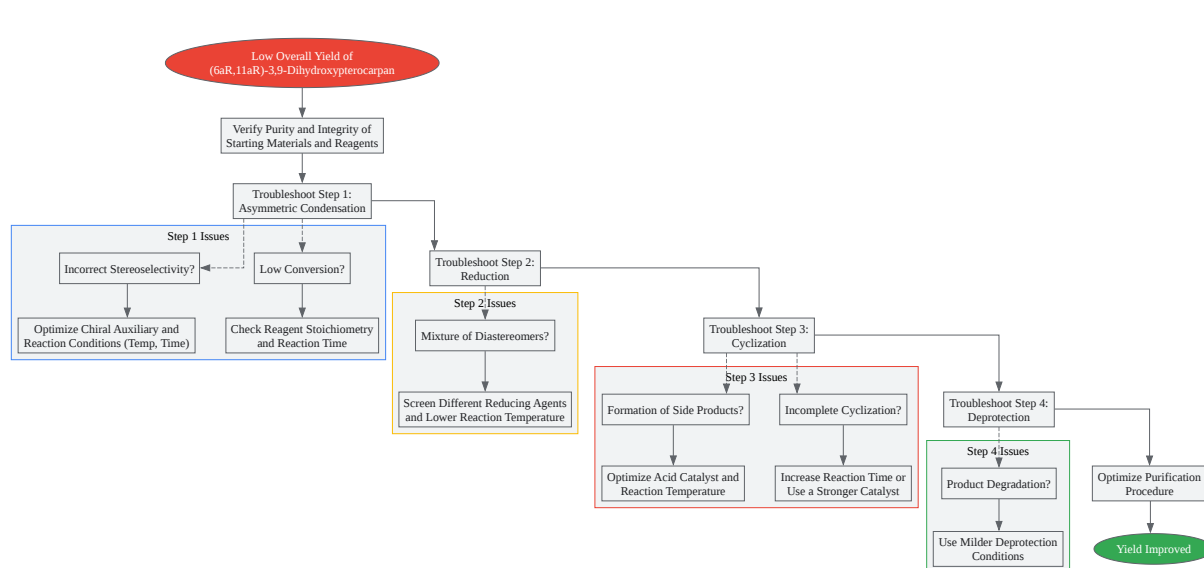 Low Overall Yield of
(6aR,11aR)-3,9-Dihydroxypterocarpan
Verify Purity and Integrity of
Starting Materials and Reagents
Troubleshoot Step 1:
Asymmetric Condensation
Step 1 Issues
Incorrect Stereoselectivity?
Low Conversion?
Optimize Chiral Auxiliary and
Reaction Conditions (Temp, Time)
Check Reagent Stoichiometry
and Reaction Time
Troubleshoot Step 2:
Reduction
Step 2 Issues
Mixture of Diastereomers?
Screen Different Reducing Agents
and Lower Reaction Temperature
Troubleshoot Step 3:
Cyclization
Step 3 Issues
Formation of Side Products?
Incomplete Cyclization?
Optimize Acid Catalyst and
Reaction Temperature
Increase Reaction Time or
Use a Stronger Catalyst
Troubleshoot Step 4:
Deprotection
Step 4 Issues
Product Degradation?
Use Milder Deprotection
Conditions
Optimize Purification
Procedure
Yield Improved